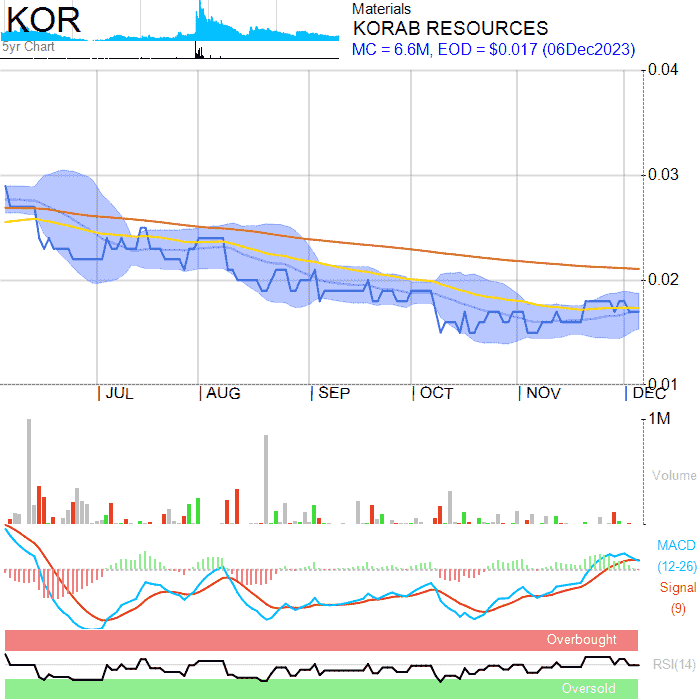 KOR
5yr Chart
Materials
KORAB RESOURCES
MC = 6.6M, EOD = $0.017 (06Dec2023)
0.04
0.03
0.02
0.01
JUL
AUG
SEP
OCT
NOV
DEC
1M
Volume
MACD
(12-26)
Signal
(9)
Overbought
RSI(14)
Oversold